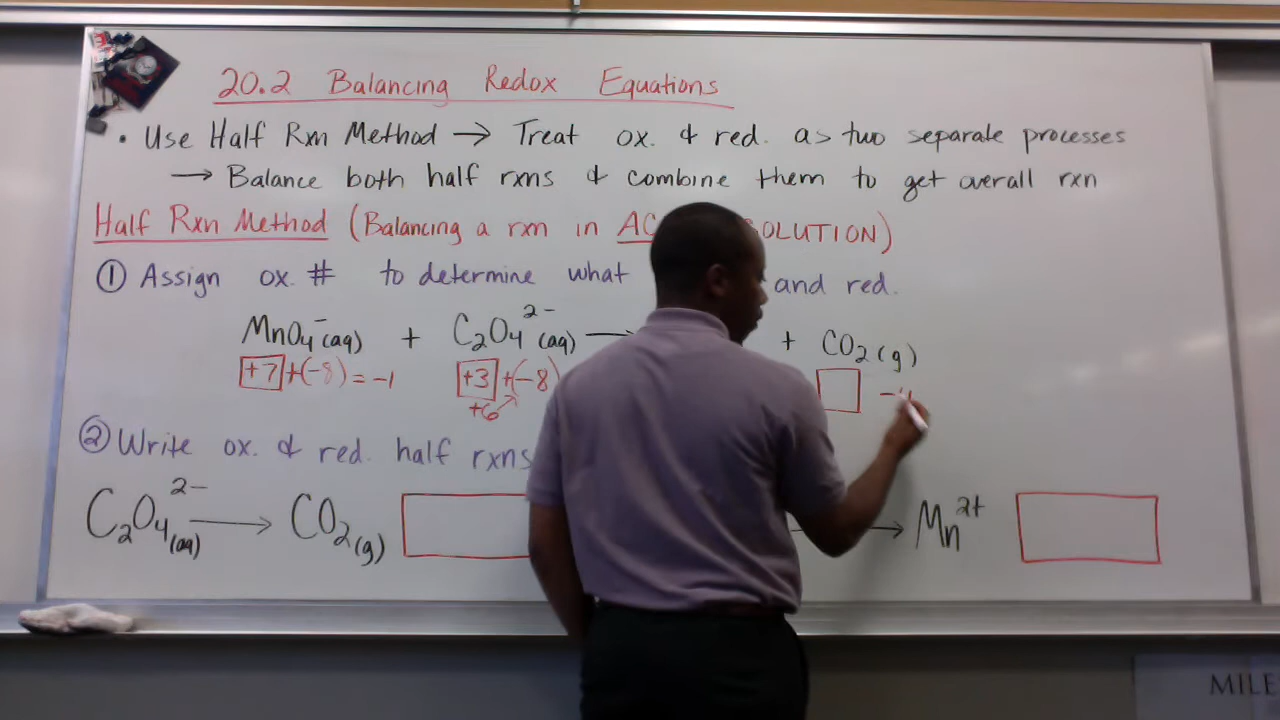 20.2 Balancing Redox Equations
• Use Half Rxn Method → Treat ox. & red. as two separate processes
→ Balance both half rxns & combine them to get overall rxn
Half Rxn Method (Balancing a rxn in AC SOLUTION)
① Assign ox. # to determine what and red.
MnO₄⁻(aq) + C₂O₄²⁻(aq) → + CO₂(g)
+7 +(-8) = -1 +3 +(-8) -4
+6
② Write ox. & red. half rxns
C₂O₄²⁻(aq) → CO₂(g) → Mn²⁺
MILE